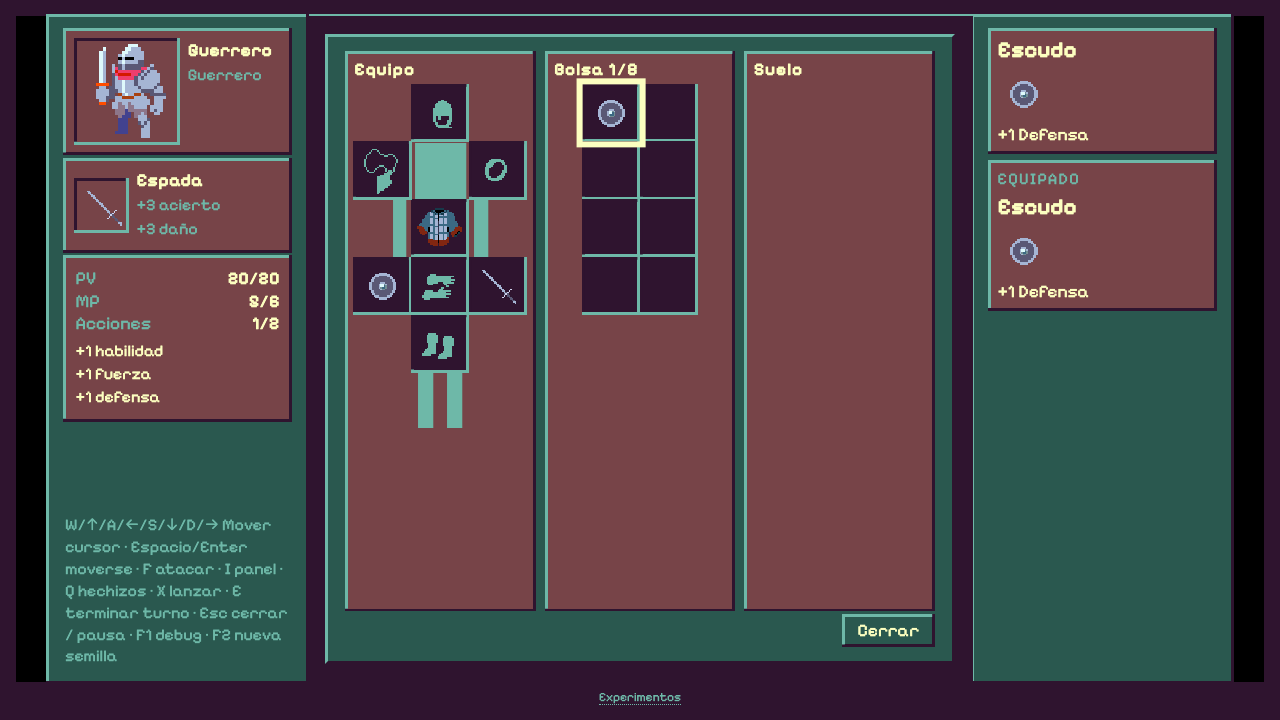 Guerrero
Guerrero
Espada
+3 acierto
+3 daño
PV 80/80
MP 8/8
Acciones 1/8
+1 habilidad
+1 fuerza
+1 defensa
W/↑/A/←/S/↓/D/→ Mover
cursor · Espacio/Enter
moverse · F atacar · I panel ·
Q hechizos · X lanzar · E
terminar turno · Esc cerrar
/ pausa · F1 debug · F2 nueva
semilla
Equipo
Bolsa 1/8
Suelo
Cerrar
Escudo
+1 Defensa
EQUIPADO
Escudo
+1 Defensa
Experimentos